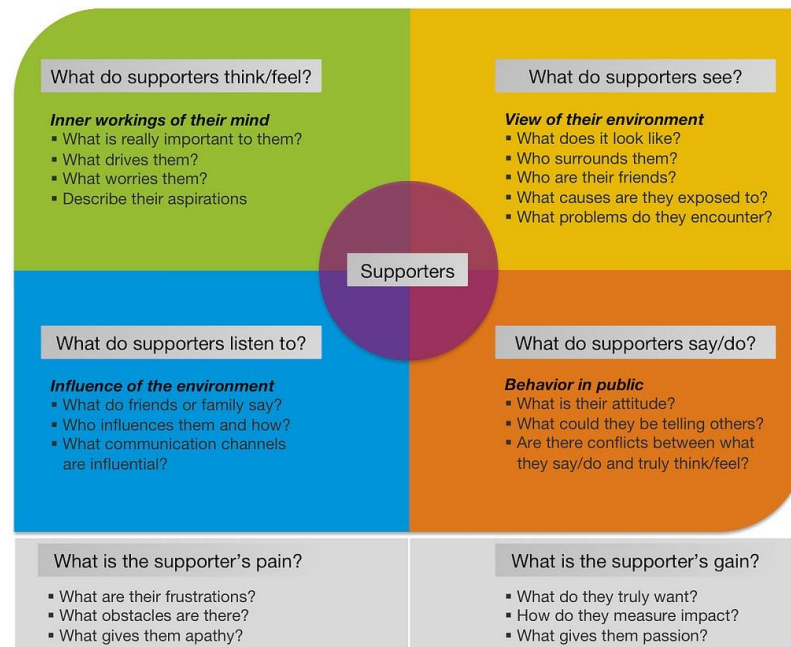 What do supporters think/feel?
Inner workings of their mind
▪ What is really important to them?
▪ What drives them?
▪ What worries them?
▪ Describe their aspirations
What do supporters see?
View of their environment
▪ What does it look like?
▪ Who surrounds them?
▪ Who are their friends?
▪ What causes are they exposed to?
▪ What problems do they encounter?
Supporters
What do supporters listen to?
Influence of the environment
▪ What do friends or family say?
▪ Who influences them and how?
▪ What communication channels
are influential?
What do supporters say/do?
Behavior in public
▪ What is their attitude?
▪ What could they be telling others?
▪ Are there conflicts between what
they say/do and truly think/feel?
What is the supporter’s pain?
▪ What are their frustrations?
▪ What obstacles are there?
▪ What gives them apathy?
What is the supporter’s gain?
▪ What do they truly want?
▪ How do they measure impact?
▪ What gives them passion?